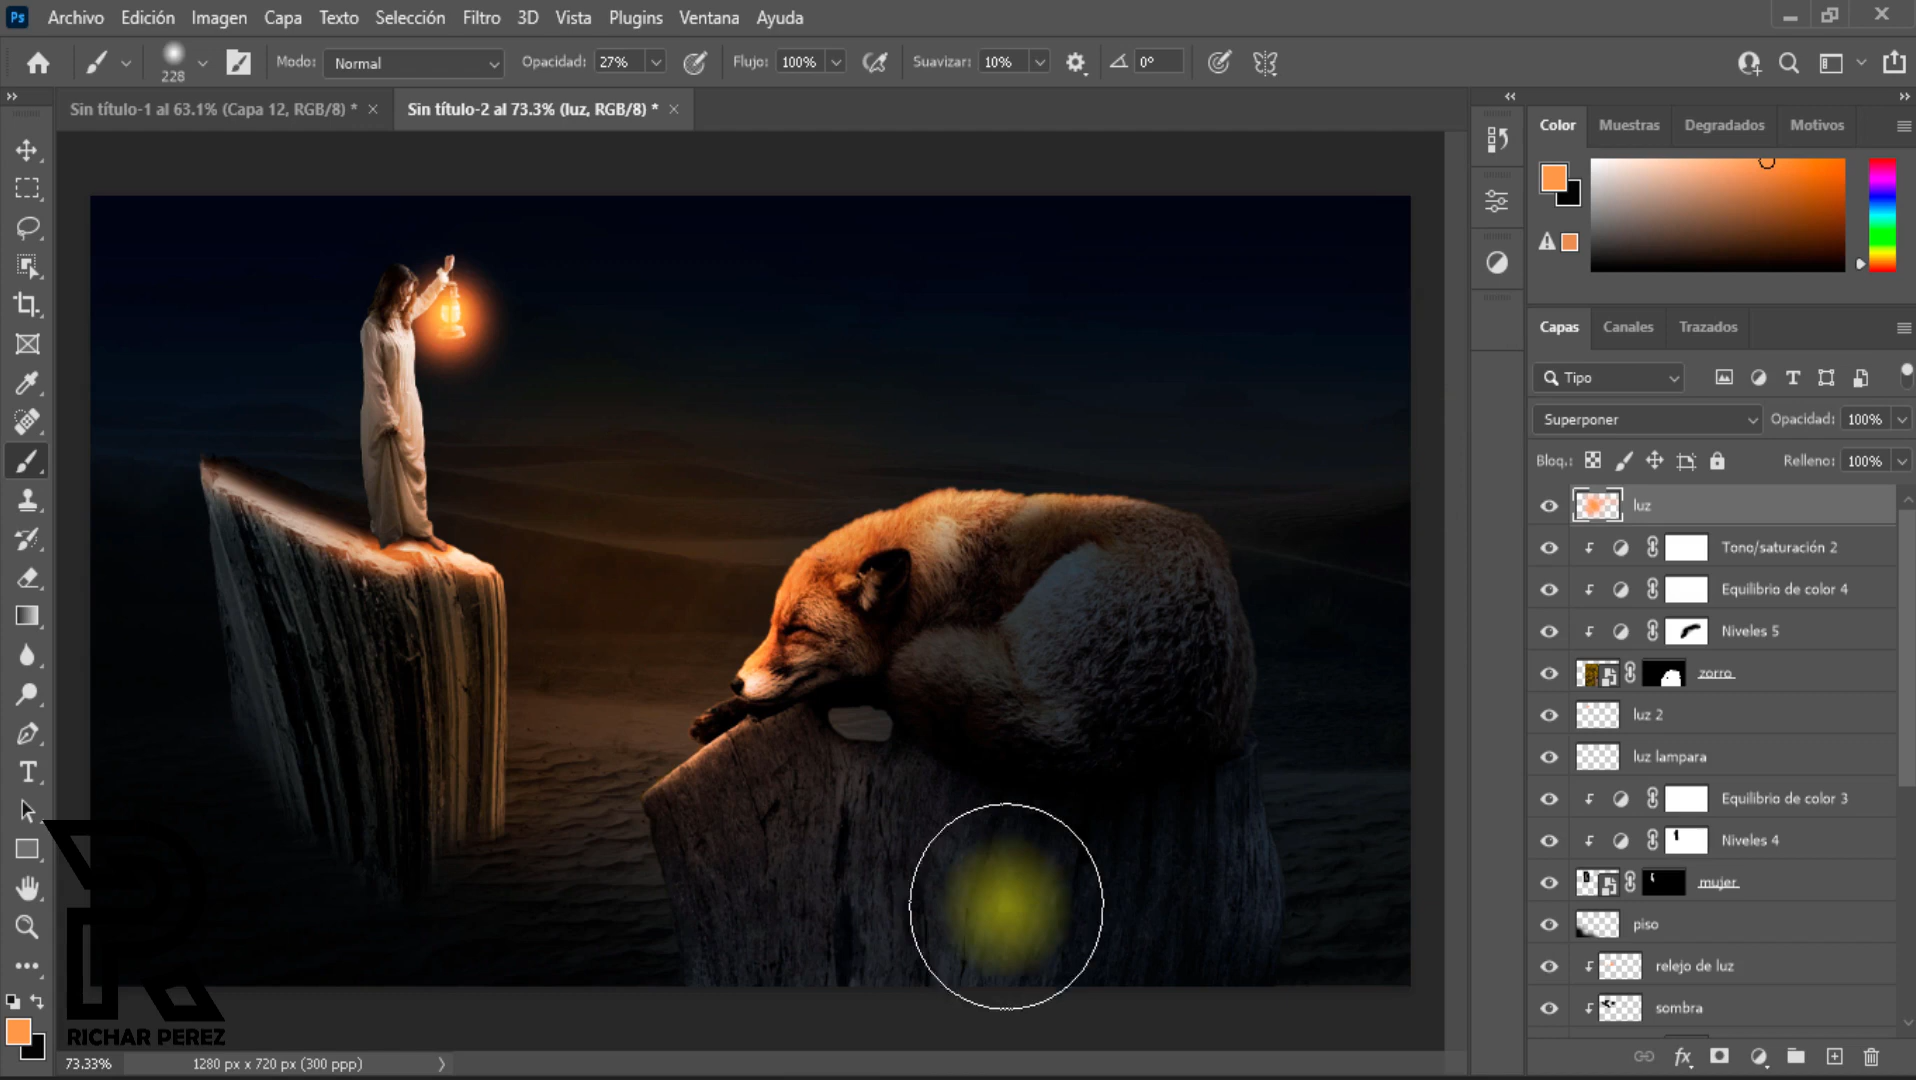 Ps Archivo Edición Imagen Capa Texto Selección Filtro 3D Vista Plugins Ventana Ayuda
228 Modo: Normal Opacidad: 27% Flujo: 100% Suavizar: 10% 0°
Sin título-1 al 63.1% (Capa 12, RGB/8) * × Sin título-2 al 73.3% (luz, RGB/8) * ×
Color Muestras Degradados Motivos
Capas Canales Trazados
Tipo
Superponer Opacidad: 100%
Bloq.: Relleno: 100%
luz
Tono/saturación 2
Equilibrio de color 4
Niveles 5
zorro
luz 2
luz lampara
Equilibrio de color 3
Niveles 4
mujer
piso
relejo de luz
sombra
RICHAR PEREZ
73.33% 1280 px x 720 px (300 ppp)